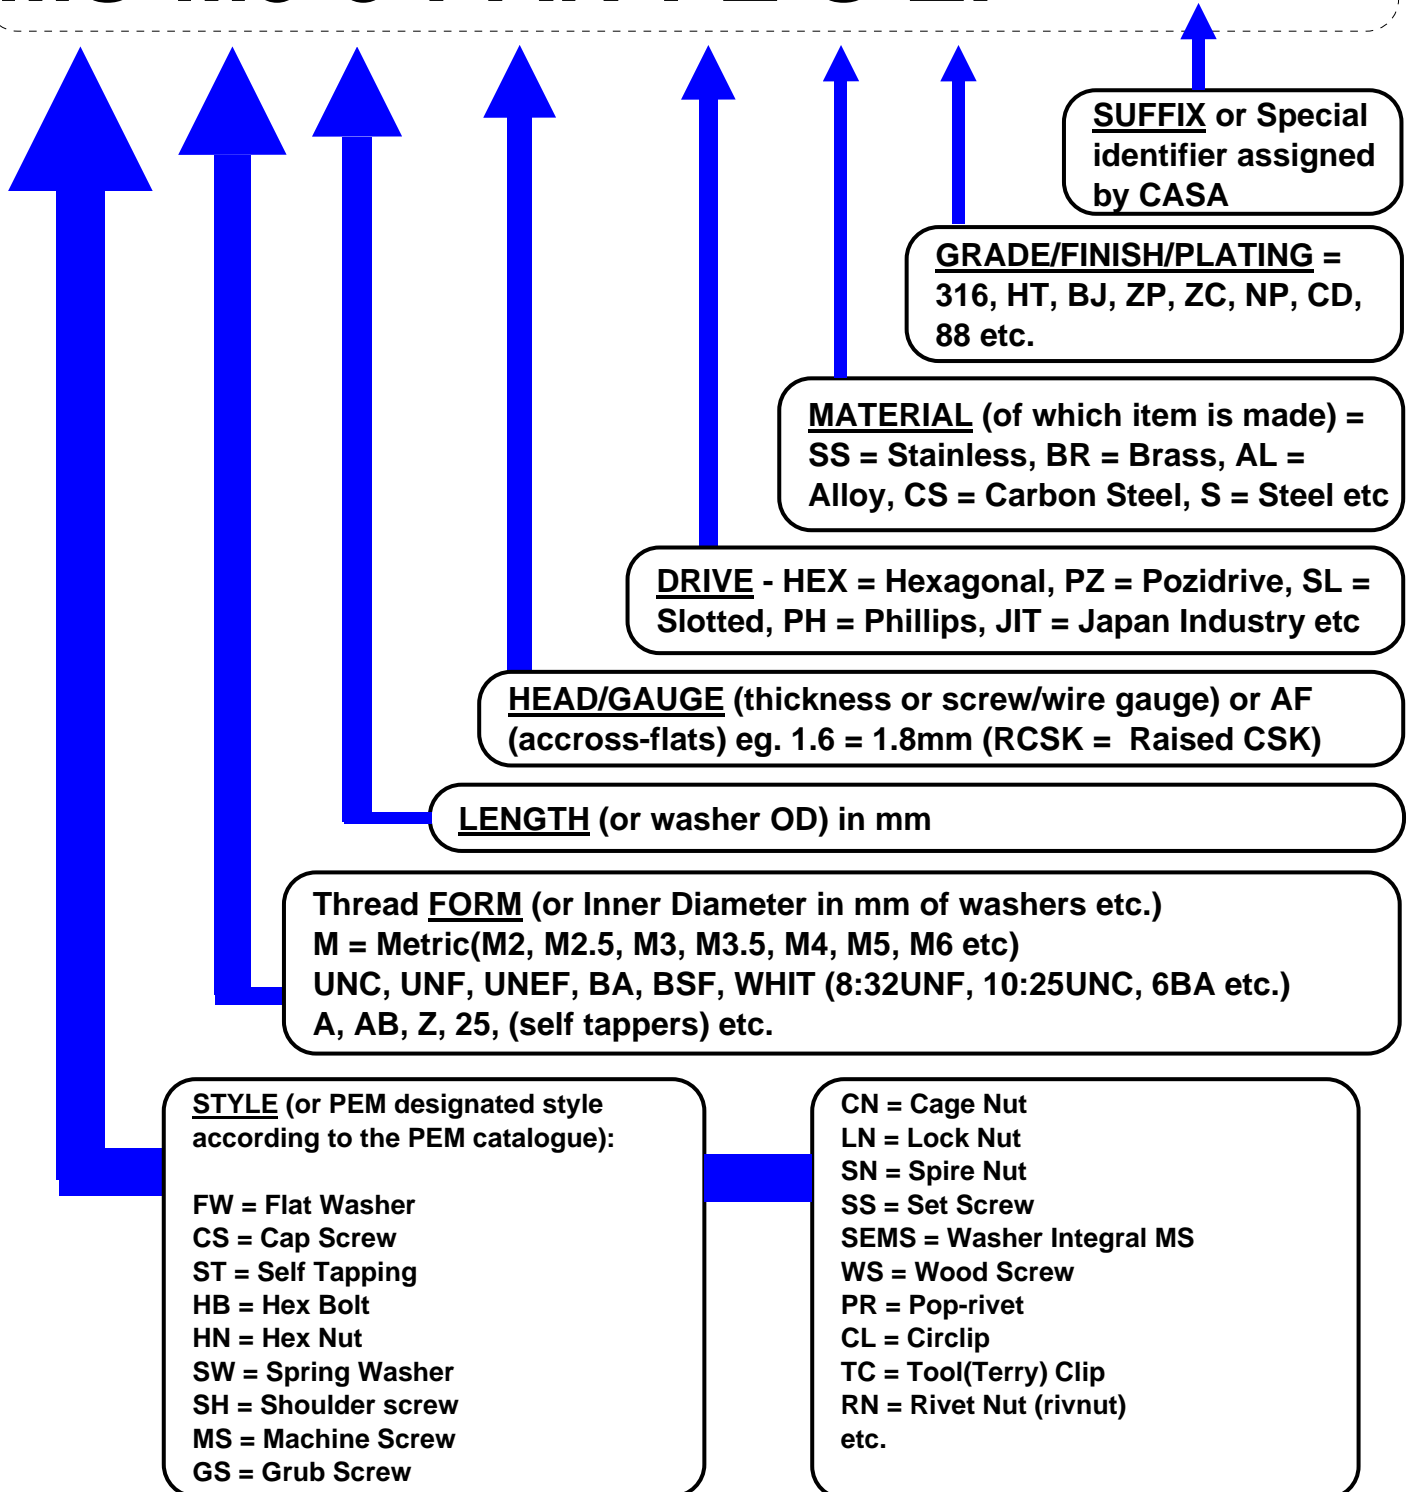 SUFFIX or Special
identifier assigned
by CASA
GRADE/FINISH/PLATING =
316, HT, BJ, ZP, ZC, NP, CD,
88 etc.
MATERIAL (of which item is made) =
SS = Stainless, BR = Brass, AL =
Alloy, CS = Carbon Steel, S = Steel etc
DRIVE - HEX = Hexagonal, PZ = Pozidrive, SL =
Slotted, PH = Phillips, JIT = Japan Industry etc
HEAD/GAUGE (thickness or screw/wire gauge) or AF
(accross-flats) eg. 1.6 = 1.8mm (RCSK = Raised CSK)
LENGTH (or washer OD) in mm
Thread FORM (or Inner Diameter in mm of washers etc.)
M = Metric(M2, M2.5, M3, M3.5, M4, M5, M6 etc)
UNC, UNF, UNEF, BA, BSF, WHIT (8:32UNF, 10:25UNC, 6BA etc.)
A, AB, Z, 25, (self tappers) etc.
STYLE (or PEM designated style
according to the PEM catalogue):
FW = Flat Washer
CS = Cap Screw
ST = Self Tapping
HB = Hex Bolt
HN = Hex Nut
SW = Spring Washer
SH = Shoulder screw
MS = Machine Screw
GS = Grub Screw
CN = Cage Nut
LN = Lock Nut
SN = Spire Nut
SS = Set Screw
SEMS = Washer Integral MS
WS = Wood Screw
PR = Pop-rivet
CL = Circlip
TC = Tool(Terry) Clip
RN = Rivet Nut (rivnut)
etc.